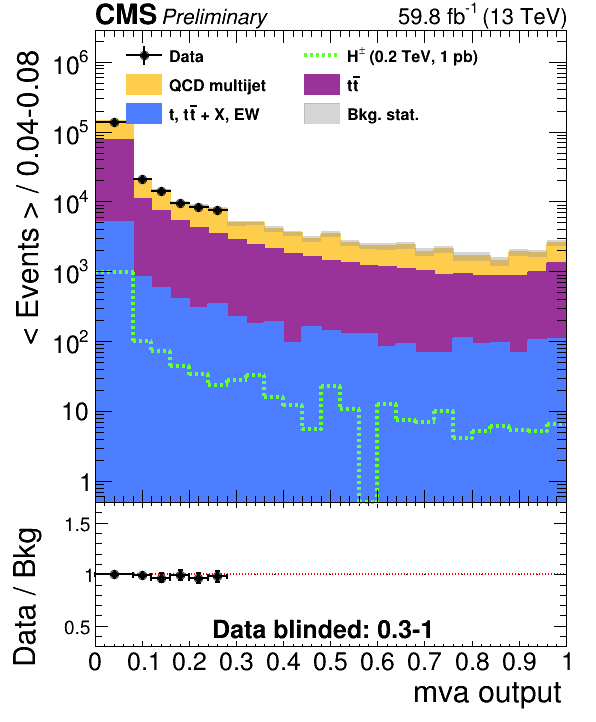 CMS Preliminary 59.8 fb⁻¹ (13 TeV)
Data
H± (0.2 TeV, 1 pb)
QCD multijet
tt̄
t, tt̄ + X, EW
Bkg. stat.
< Events > / 0.04-0.08
10⁶
10⁵
10⁴
10³
10²
10
1
Data / Bkg
1.5
1
0.5
Data blinded: 0.3-1
0 0.1 0.2 0.3 0.4 0.5 0.6 0.7 0.8 0.9 1
mva output